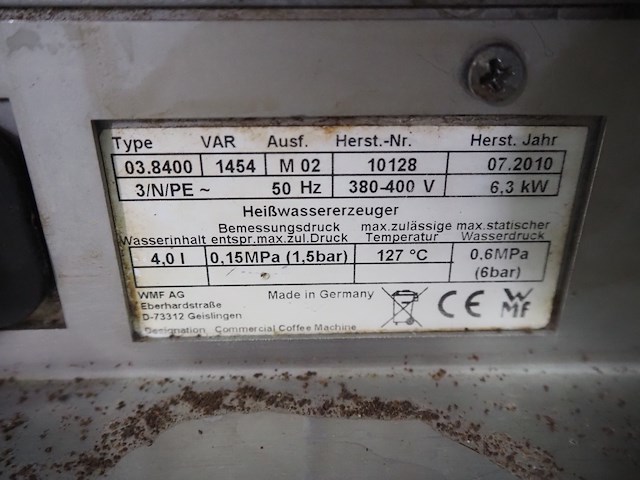 Type VAR Ausf. Herst.-Nr. Herst. Jahr
03.8400 1454 M 02 10128 07.2010
3/N/PE ~ 50 Hz 380-400 V 6,3 kW
Heißwassererzeuger
Bemessungsdruck max.zulässige max.statischer
Wasserinhalt entspr.max.zul.Druck Temperatur Wasserdruck
4,0 l 0,15MPa (1,5bar) 127 °C 0.6MPa
(6bar)
WMF AG Made in Germany
Eberhardstraße
D-73312 Geislingen
CE WMF
Designation Commercial Coffee Machine